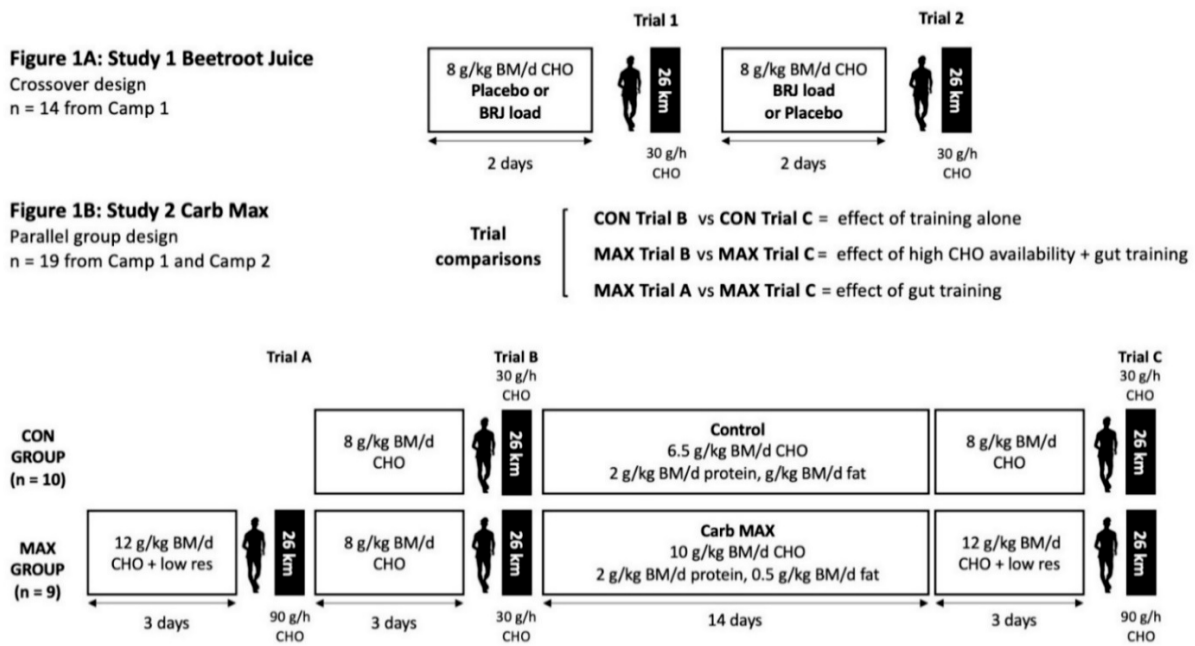 Figure 1A: Study 1 Beetroot Juice
Crossover design
n = 14 from Camp 1
Trial 1
Trial 2
8 g/kg BM/d CHO
Placebo or
BRJ load
26 km
8 g/kg BM/d CHO
BRJ load
or Placebo
26 km
2 days
30 g/h
CHO
2 days
30 g/h
CHO
Figure 1B: Study 2 Carb Max
Parallel group design
n = 19 from Camp 1 and Camp 2
Trial
comparisons
CON Trial B vs CON Trial C = effect of training alone
MAX Trial B vs MAX Trial C = effect of high CHO availability + gut training
MAX Trial A vs MAX Trial C = effect of gut training
Trial A
Trial B
30 g/h
CHO
Trial C
30 g/h
CHO
CON
GROUP
(n = 10)
8 g/kg BM/d
CHO
26 km
Control
6.5 g/kg BM/d CHO
2 g/kg BM/d protein, g/kg BM/d fat
8 g/kg BM/d
CHO
26 km
MAX
GROUP
(n = 9)
12 g/kg BM/d
CHO + low res
26 km
8 g/kg BM/d
CHO
26 km
Carb MAX
10 g/kg BM/d CHO
2 g/kg BM/d protein, 0.5 g/kg BM/d fat
12 g/kg BM/d
CHO + low res
26 km
3 days
90 g/h
CHO
3 days
30 g/h
CHO
14 days
3 days
90 g/h
CHO